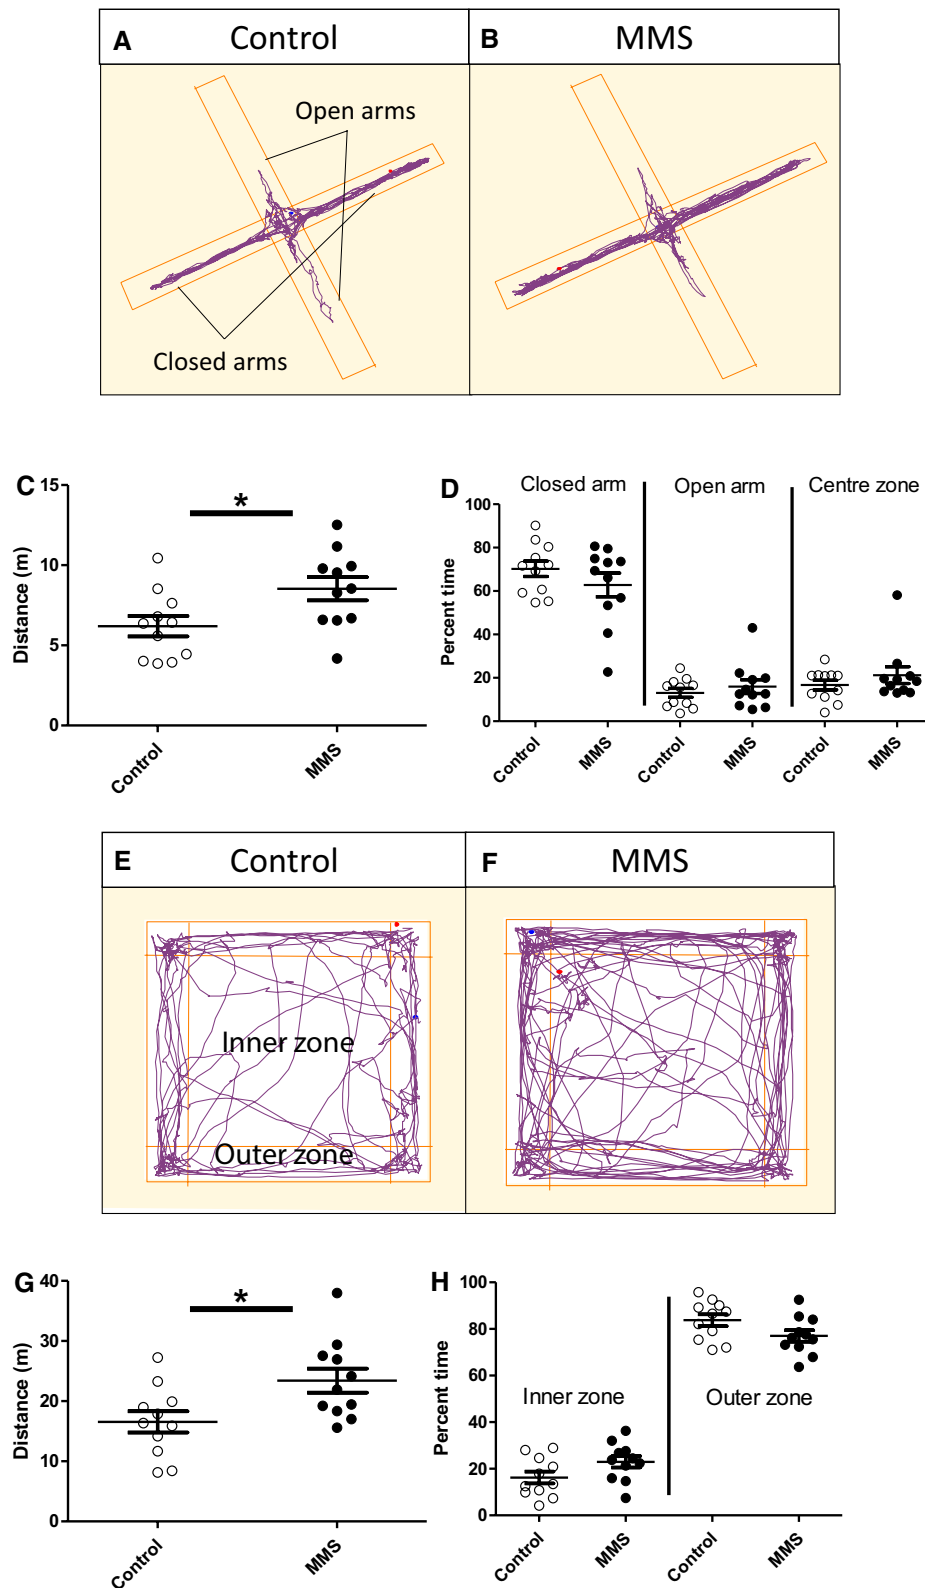 A Control
B MMS
Open arms
Closed arms
C
Distance (m)
15
10
5
0
*
Control
MMS
D
Percent time
100
80
60
40
20
0
Closed arm
Open arm
Centre zone
Control
MMS
Control
MMS
Control
MMS
E Control
F MMS
Inner zone
Outer zone
G
Distance (m)
40
30
20
10
0
*
Control
MMS
H
Percent time
100
80
60
40
20
0
Inner zone
Outer zone
Control
MMS
Control
MMS